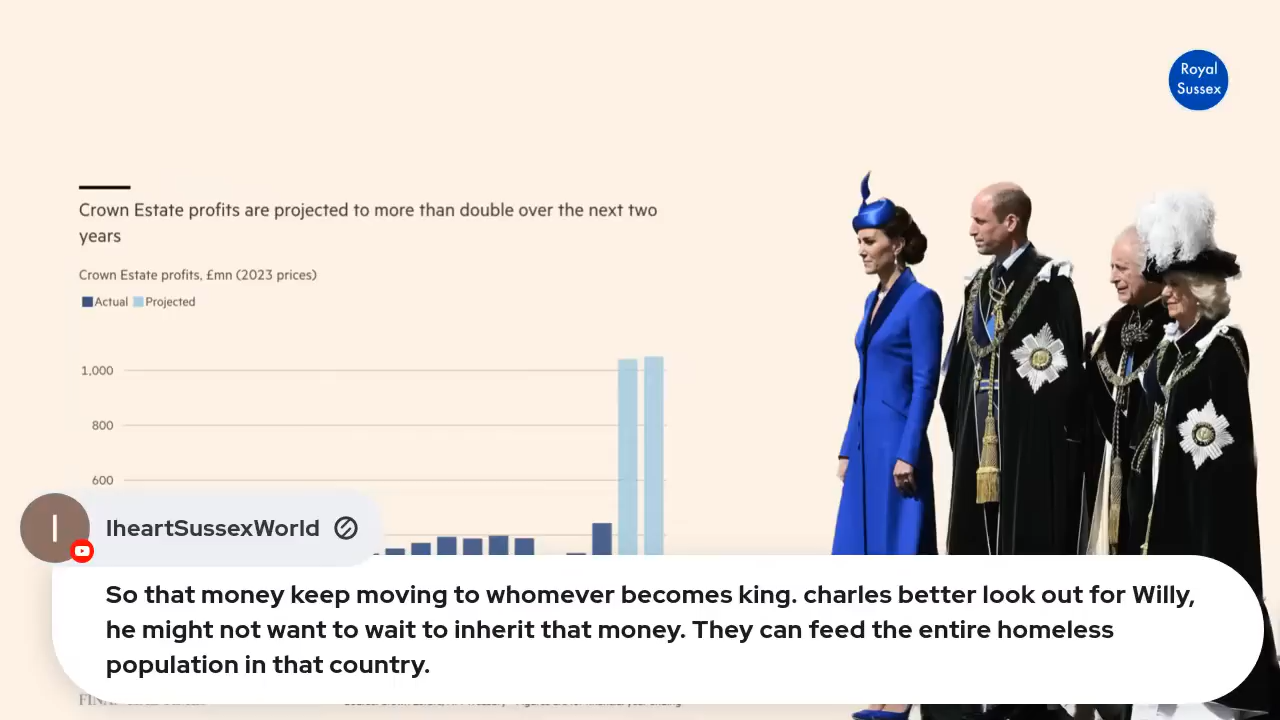 Royal
Sussex
Crown Estate profits are projected to more than double over the next two
years
Crown Estate profits, £mn (2023 prices)
Actual Projected
1,000
800
600
I IheartSussexWorld
So that money keep moving to whomever becomes king. charles better look out for Willy,
he might not want to wait to inherit that money. They can feed the entire homeless
population in that country.